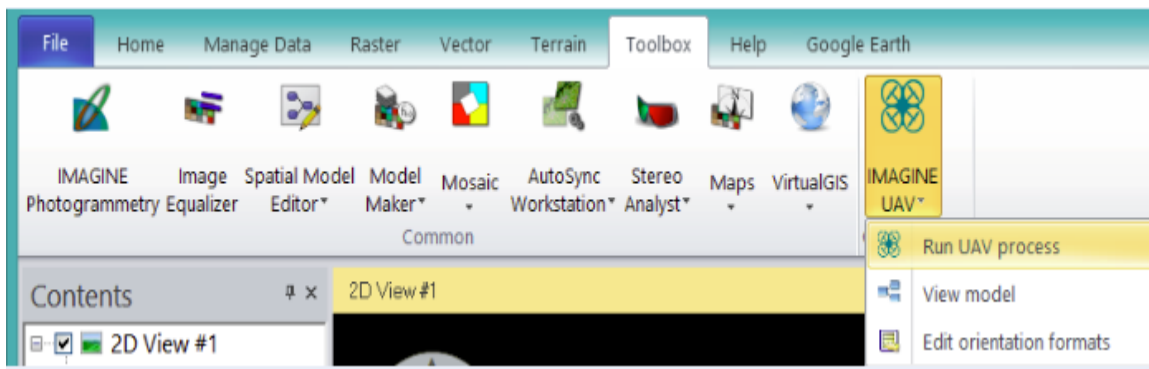 File Home Manage Data Raster Vector Terrain Toolbox Help Google Earth
IMAGINE Image Spatial Model Model Mosaic AutoSync Stereo Maps VirtualGIS IMAGINE
Photogrammetry Equalizer Editor Maker Workstation Analyst UAV
Common
Run UAV process
Contents 2D View #1 View model
2D View #1 Edit orientation formats